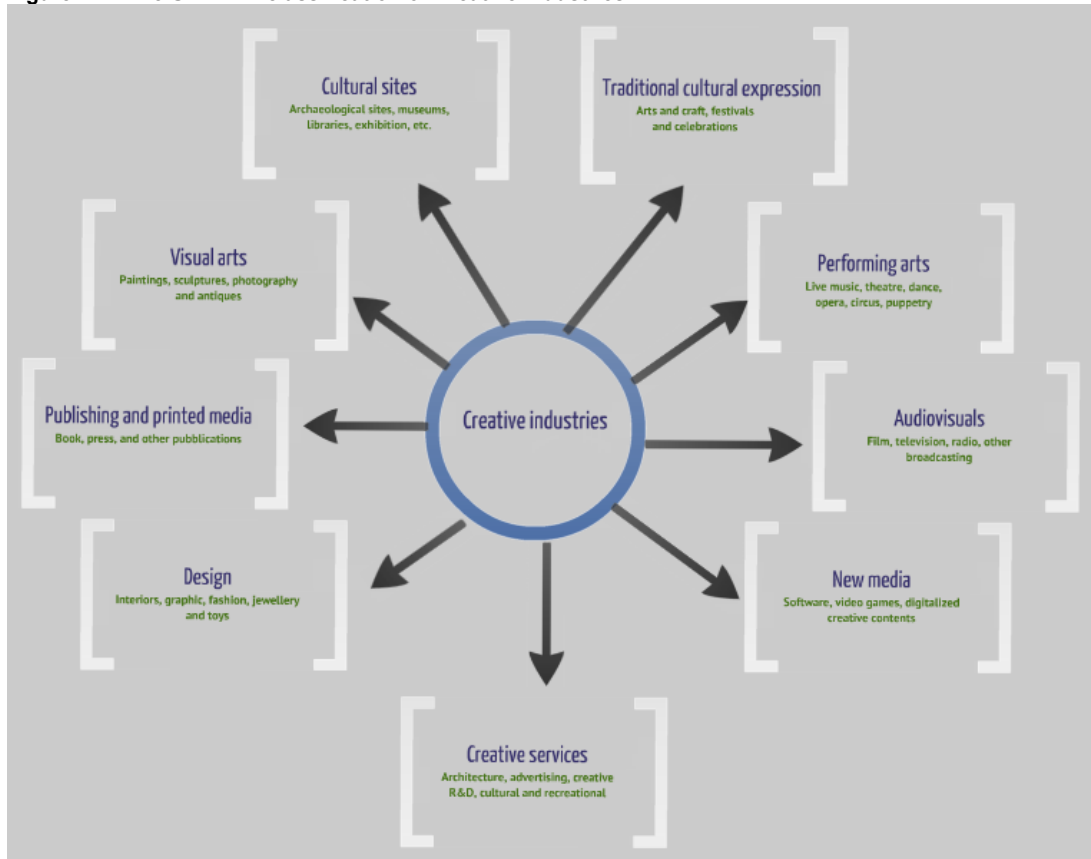 Cultural sites
Archaeological sites, museums,
libraries, exhibition, etc.
Traditional cultural expression
Arts and craft, festivals
and celebrations
Visual arts
Paintings, sculptures, photography
and antiques
Performing arts
Live music, theatre, dance,
opera, circus, puppetry
Publishing and printed media
Book, press, and other pubblications
Creative industries
Audiovisuals
Film, television, radio, other
broadcasting
Design
Interiors, graphic, fashion, jewellery
and toys
New media
Software, video games, digitalized
creative contents
Creative services
Architecture, advertising, creative
R&D, cultural and recreational